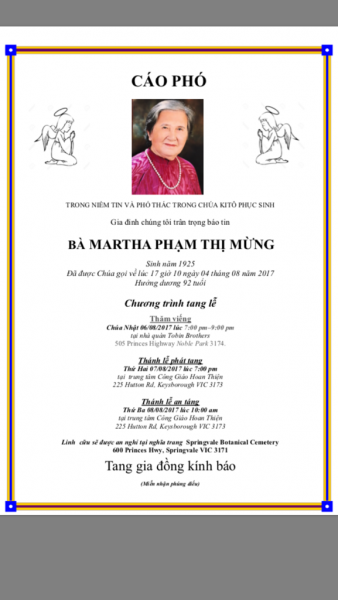 CÁO PHÓ
TRONG NIỀM TIN VÀ PHÓ THÁC TRONG CHÚA KITÔ PHỤC SINH
Gia đình chúng tôi trân trọng báo tin
BÀ MARTHA PHẠM THỊ MỪNG
Sinh năm 1925
Đã được Chúa gọi về lúc 17 giờ 10 ngày 04 tháng 08 năm 2017
Hưởng dương 92 tuổi
Chương trình tang lễ
Thăm viếng
Chúa Nhật 06/08/2017 lúc 7:00 pm-9:00 pm
tại nhà quàn Tobin Brothers
505 Princes Highway Noble Park 3174.
Thánh lễ phát tang
Thứ Hai 07/08/2017 lúc 7:00 pm
tại trung tâm Công Giáo Hoan Thiện
225 Hutton Rd, Keysborough VIC 3173
Thánh lễ an táng
Thứ Ba 08/08/2017 lúc 10:00 am
tại trung tâm Công Giáo Hoan Thiện
225 Hutton Rd, Keysborough VIC 3173
Linh cữu sẽ được an nghỉ tại nghĩa trang Springvale Botanical Cemetery
600 Princes Hwy, Springvale VIC 3171
Tang gia đồng kính báo
(Miễn nhận phúng điếu)